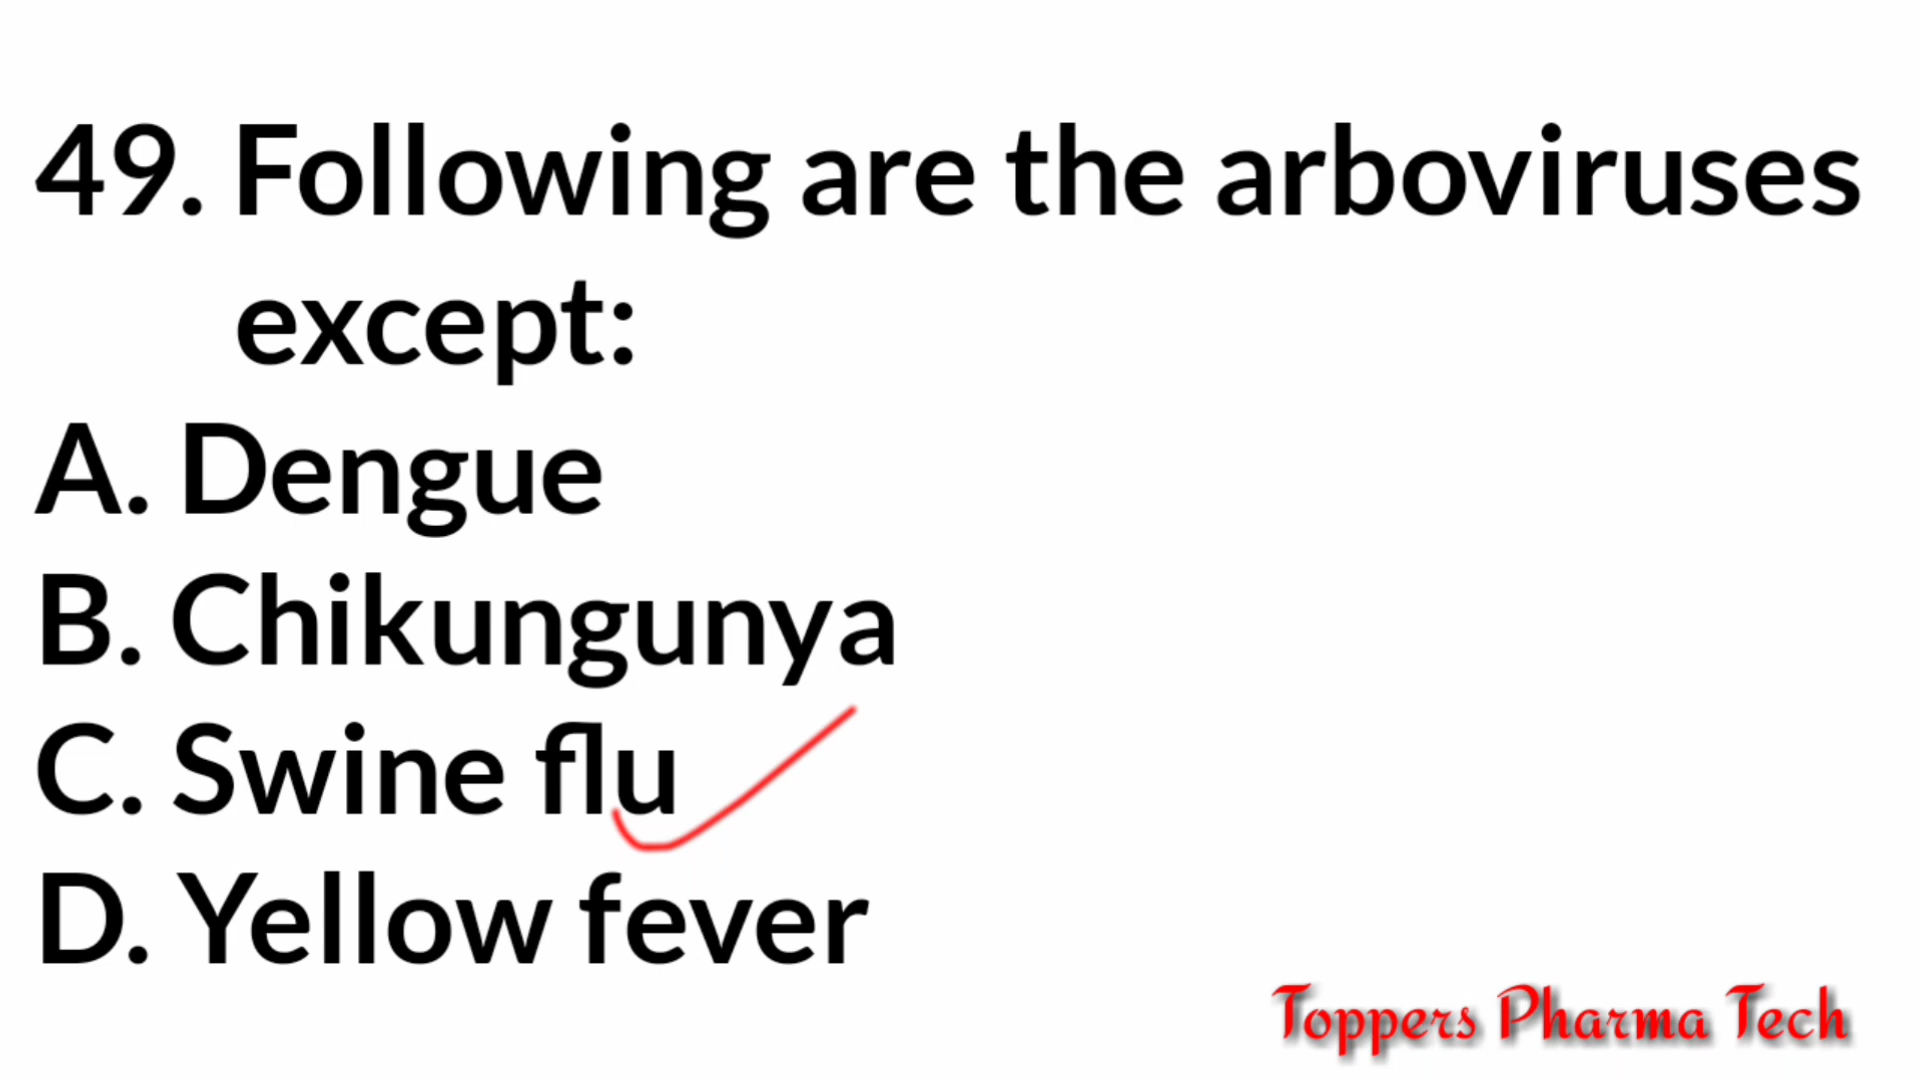 49. Following are the arboviruses
except:
A. Dengue
B. Chikungunya
C. Swine flu
D. Yellow fever
Toppers Pharma Tech